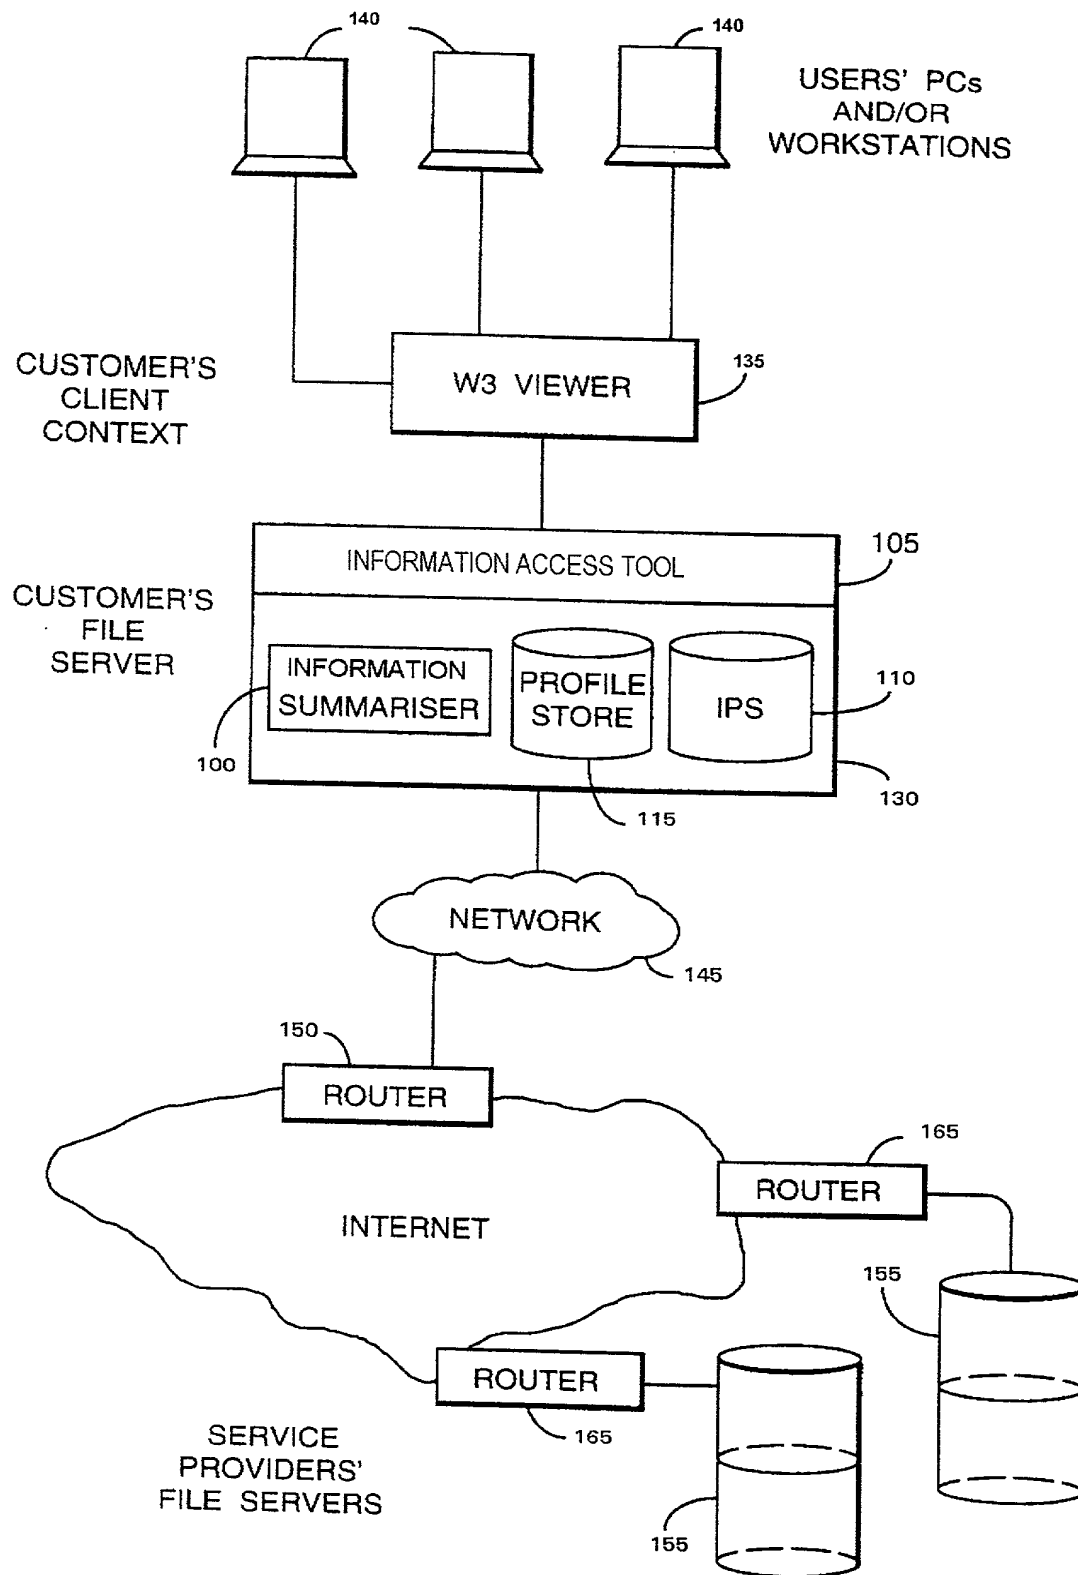 140
140
USERS' PCs
AND/OR
WORKSTATIONS
CUSTOMER'S
CLIENT
CONTEXT
W3 VIEWER
135
INFORMATION ACCESS TOOL
105
CUSTOMER'S
FILE
SERVER
INFORMATION
SUMMARISER
PROFILE
STORE
IPS
110
100
115
130
NETWORK
145
150
ROUTER
165
ROUTER
INTERNET
155
ROUTER
165
SERVICE
PROVIDERS'
FILE SERVERS
155